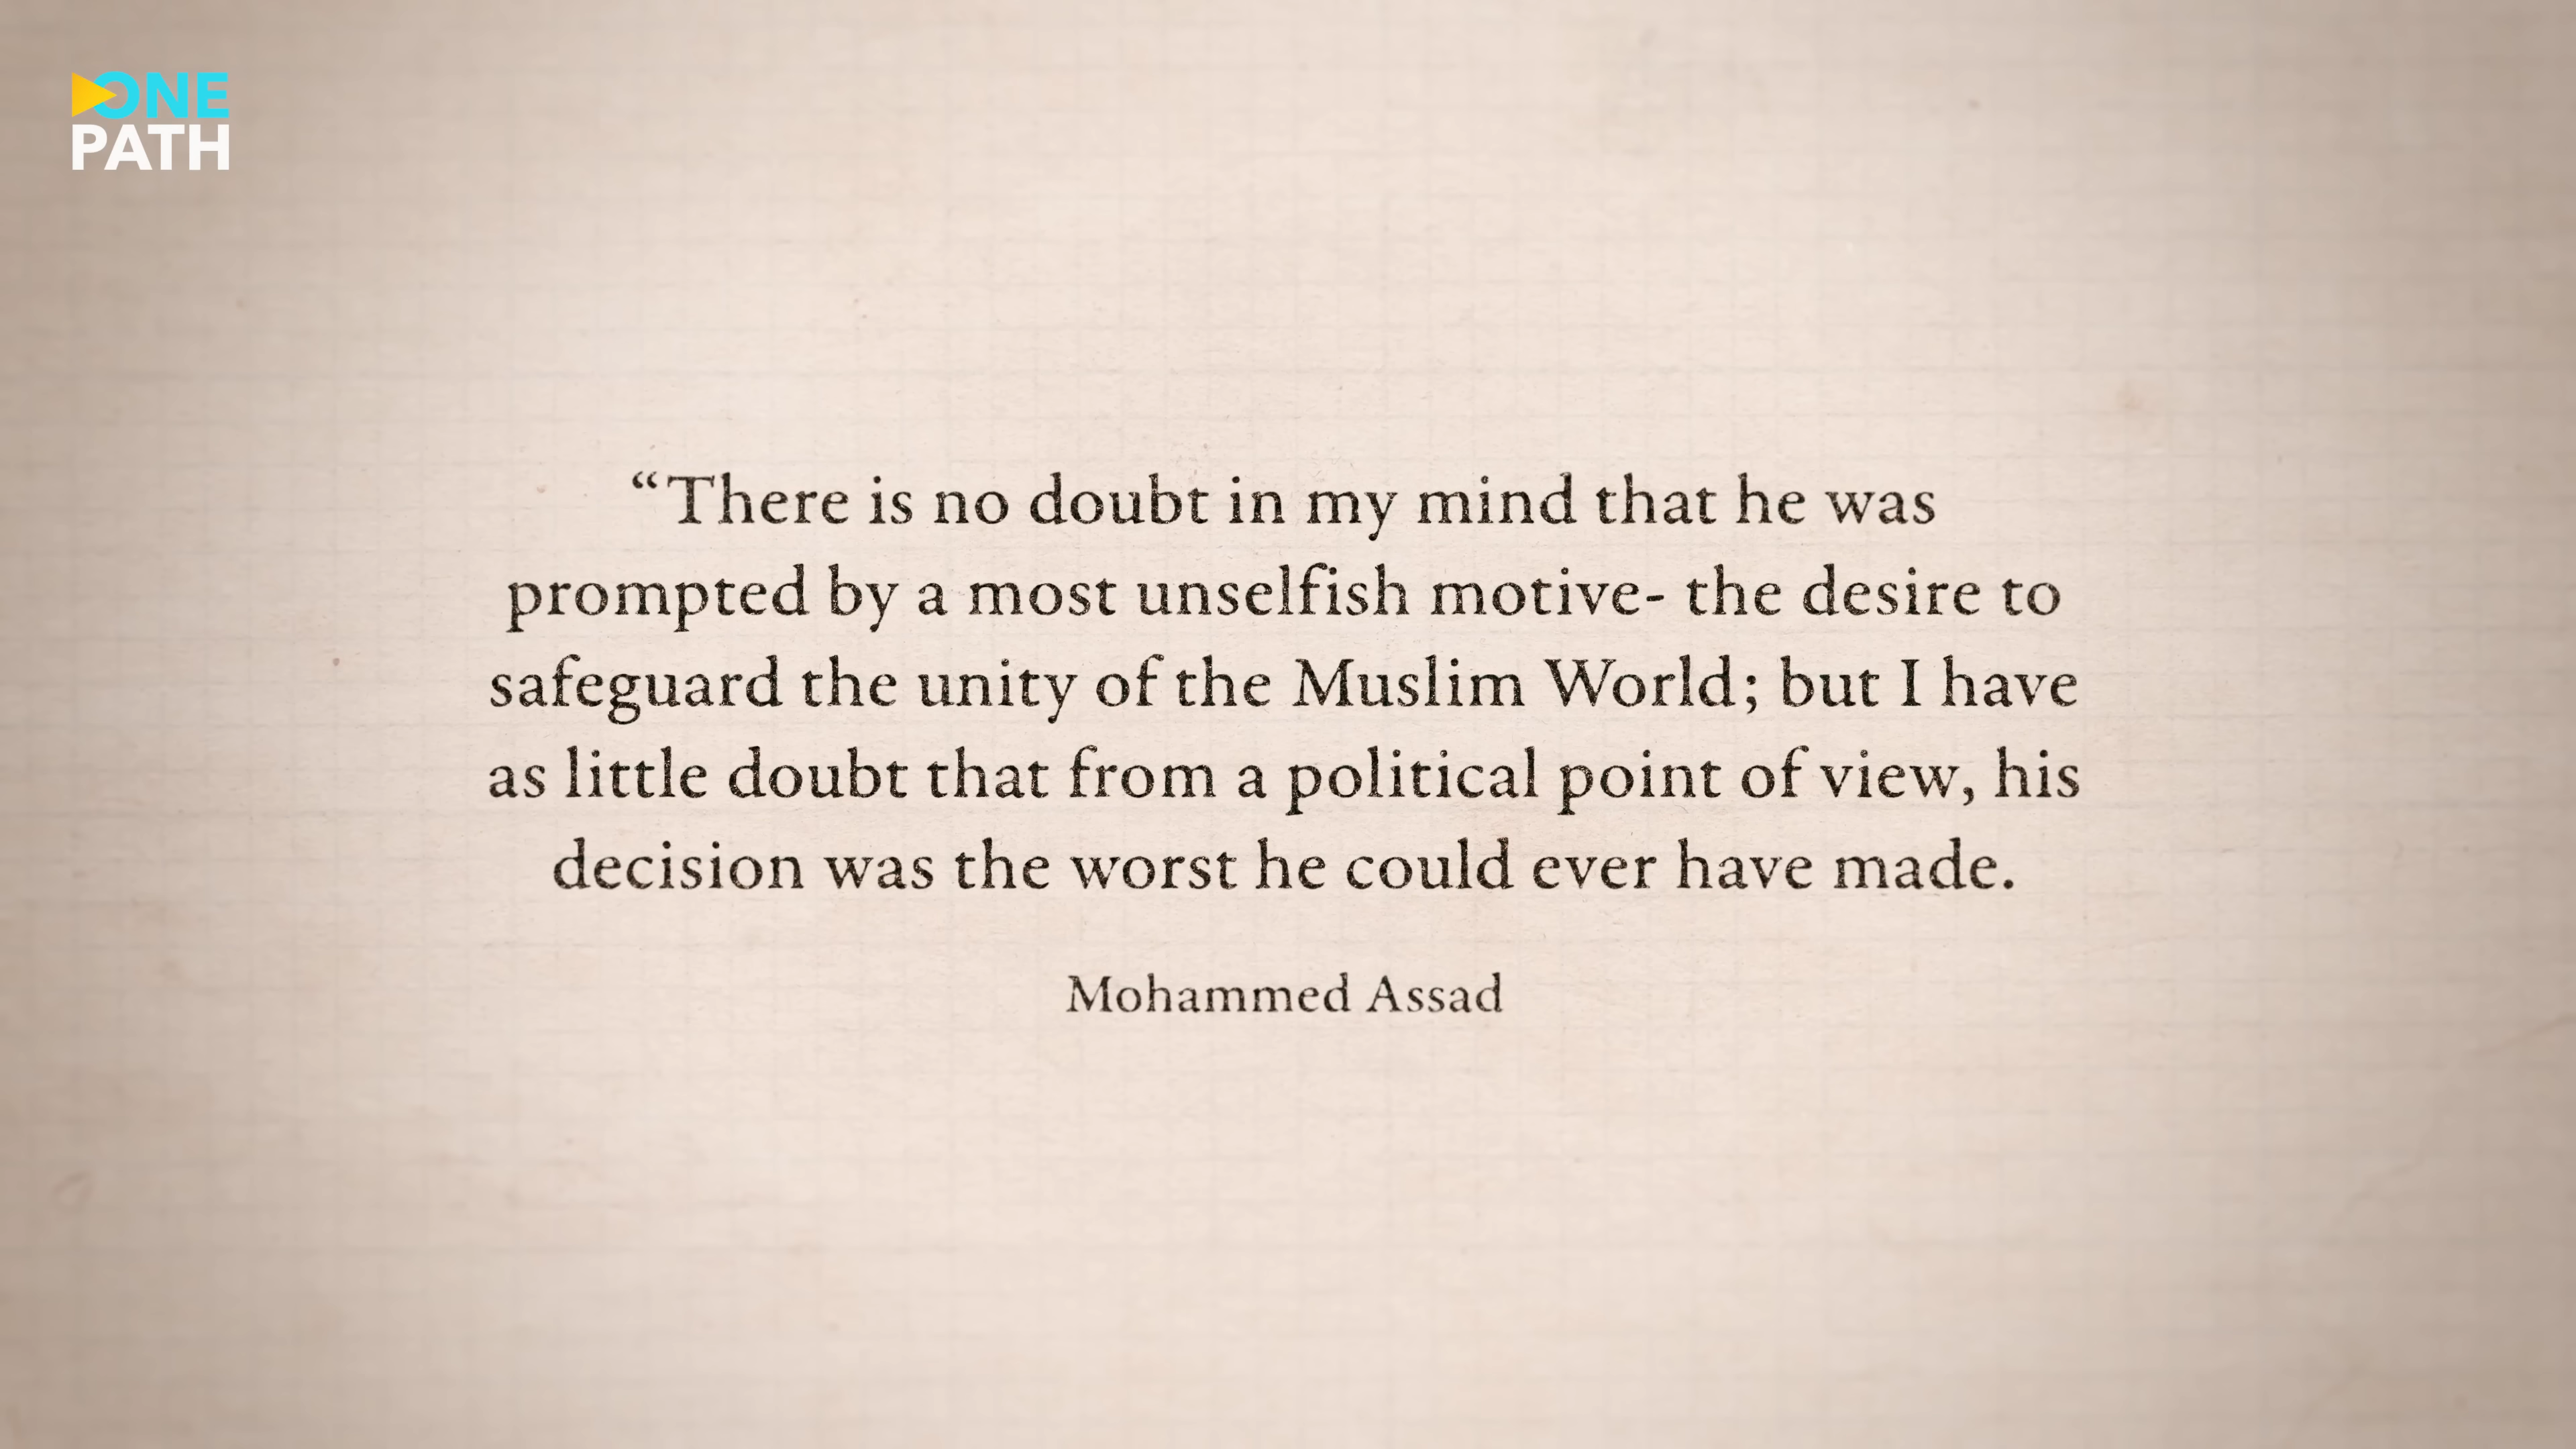 ONE
PATH
“There is no doubt in my mind that he was
prompted by a most unselfish motive- the desire to
safeguard the unity of the Muslim World; but I have
as little doubt that from a political point of view, his
decision was the worst he could ever have made.
Mohammed Assad